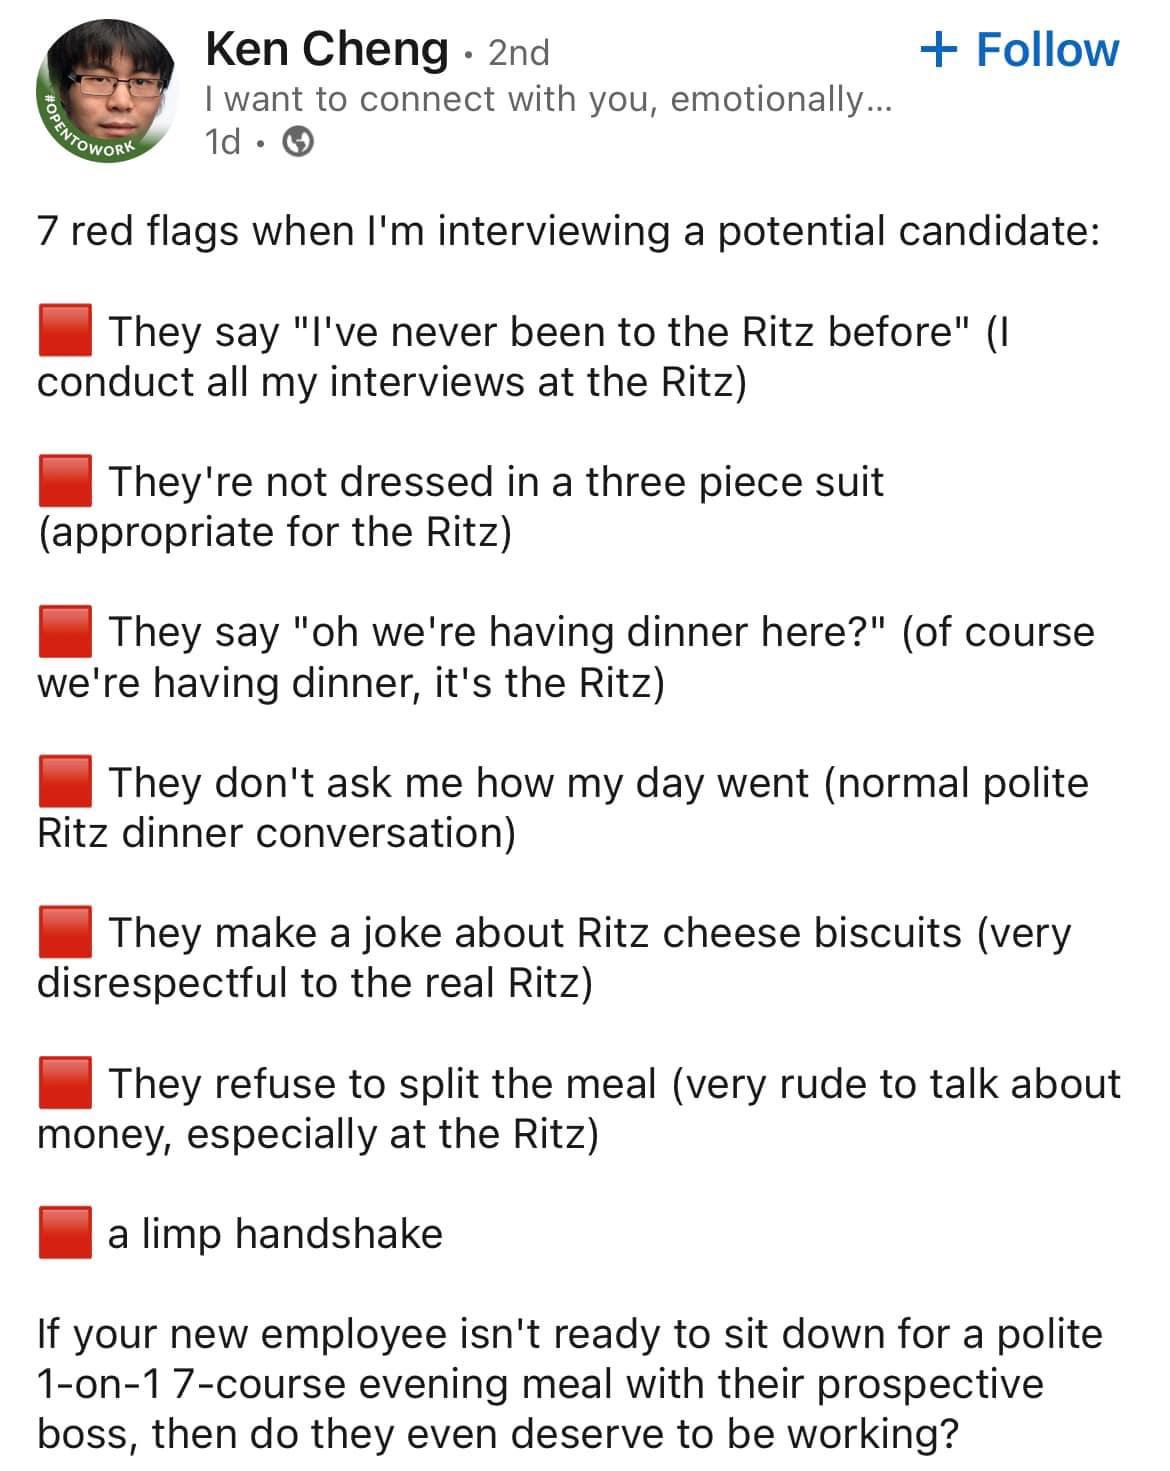 Ken Cheng • 2nd
+ Follow
I want to connect with you, emotionally...
1d •
#OPENTOWORK
7 red flags when I'm interviewing a potential candidate:
🟥 They say "I've never been to the Ritz before" (I
conduct all my interviews at the Ritz)
🟥 They're not dressed in a three piece suit
(appropriate for the Ritz)
🟥 They say "oh we're having dinner here?" (of course
we're having dinner, it's the Ritz)
🟥 They don't ask me how my day went (normal polite
Ritz dinner conversation)
🟥 They make a joke about Ritz cheese biscuits (very
disrespectful to the real Ritz)
🟥 They refuse to split the meal (very rude to talk about
money, especially at the Ritz)
🟥 a limp handshake
If your new employee isn't ready to sit down for a polite
1-on-1 7-course evening meal with their prospective
boss, then do they even deserve to be working?